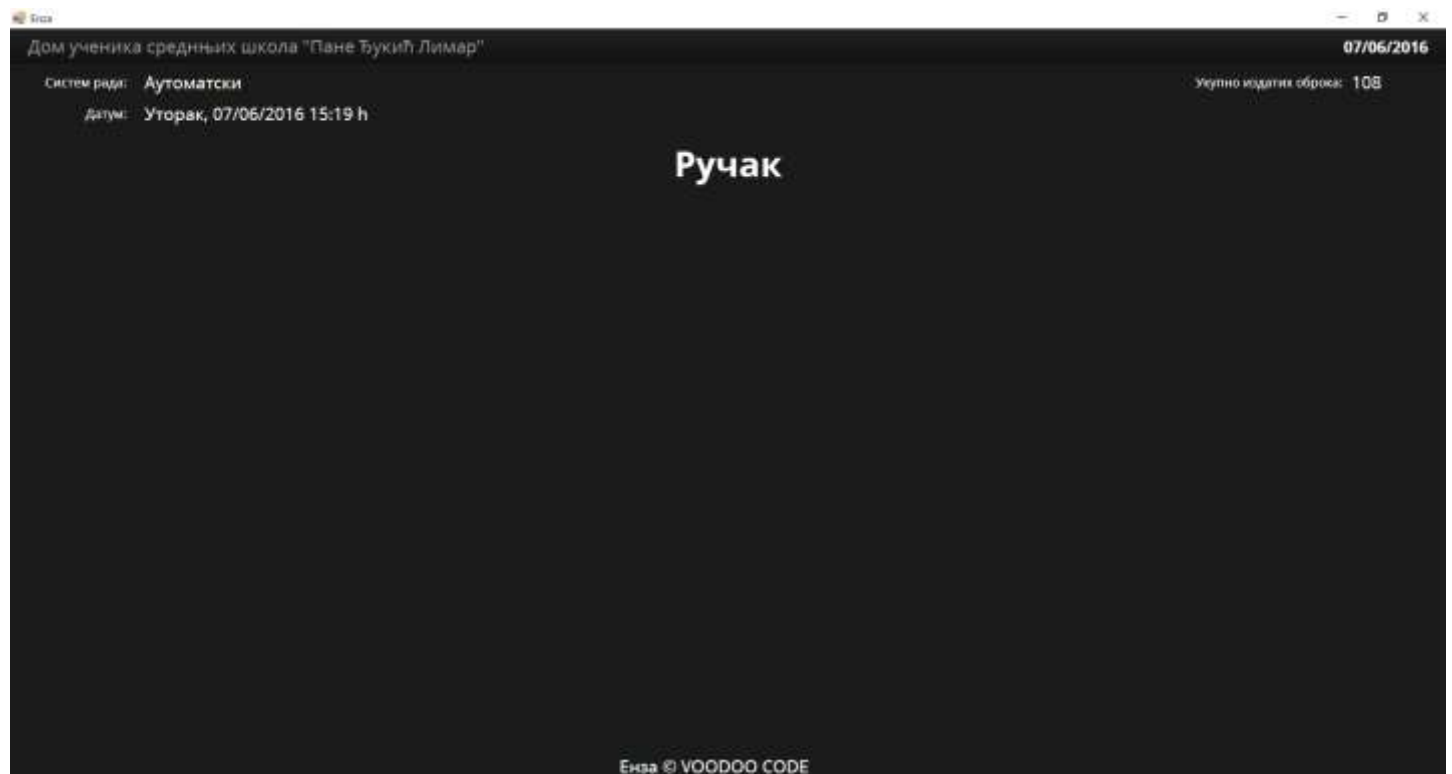 Енза
Дом ученика средњих школа "Пане Ђукић Лимар"
07/06/2016
Систем рада: Аутоматски
Укупно издатих оброка: 108
Датум: Уторак, 07/06/2016 15:19 h
Ручак
Енза © VOODOO CODE